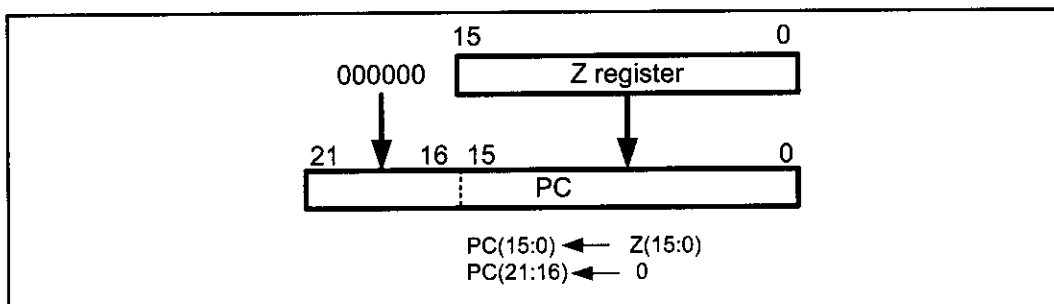 15 0
000000 Z register
21 16 15 0
PC
PC(15:0) ← Z(15:0)
PC(21:16) ← 0